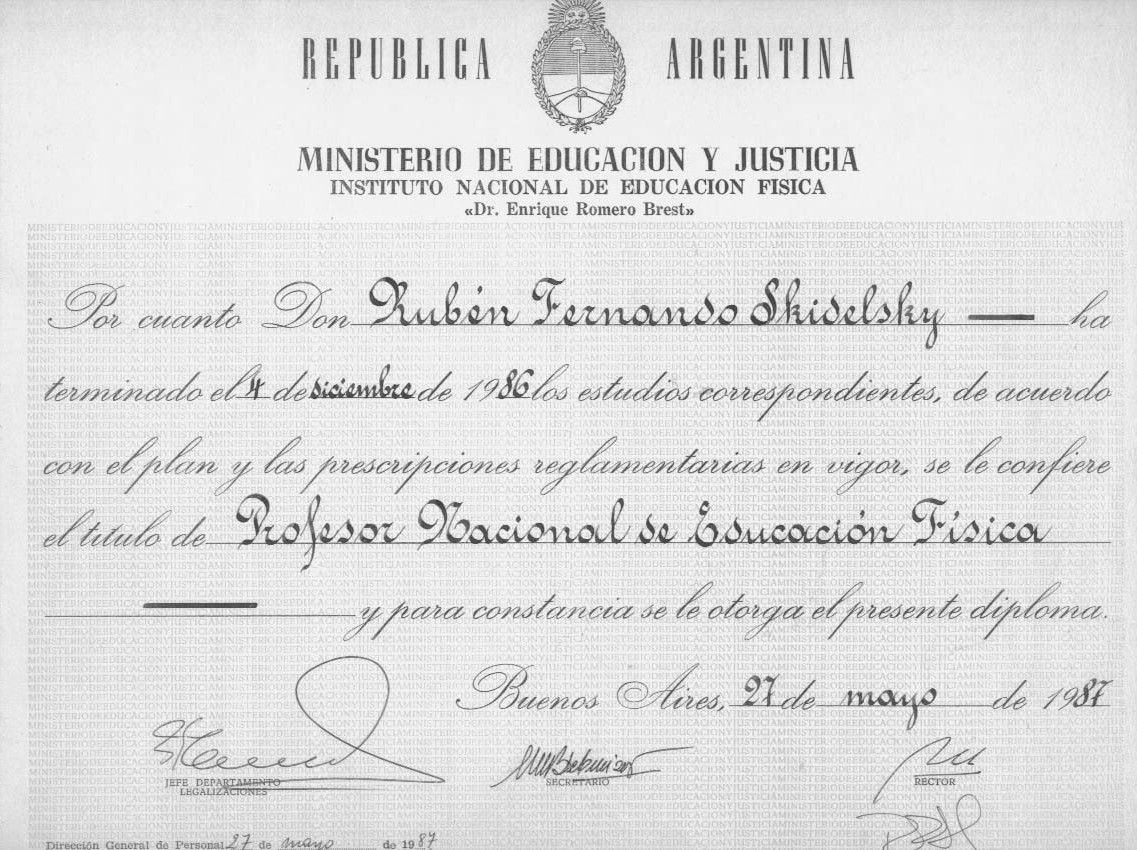 REPUBLICA ARGENTINA
MINISTERIO DE EDUCACION Y JUSTICIA
INSTITUTO NACIONAL DE EDUCACION FISICA
«Dr. Enrique Romero Brest»
Por cuanto Don Rubén Fernando Skidelsky ha
terminado el 4 de diciembre de 1986 los estudios correspondientes, de acuerdo
con el plan y las prescripciones reglamentarias en vigor, se le confiere
el título de Profesor Nacional de Educación Física
y para constancia se le otorga el presente diploma.
Buenos Aires, 27 de mayo de 1987
JEFE DEPARTAMENTO
LEGALIZACIONES
SECRETARIO
RECTOR
Dirección General de Personal 27 de mayo de 1987